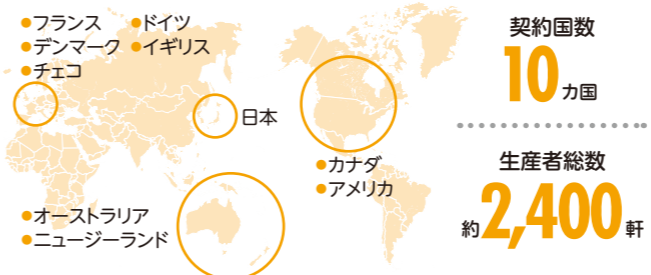 ●フランス ●ドイツ
●デンマーク ●イギリス
●チェコ
日本
●カナダ
●アメリカ
●オーストラリア
●ニュージーランド
契約国数
10カ国
生産者総数
約2,400軒